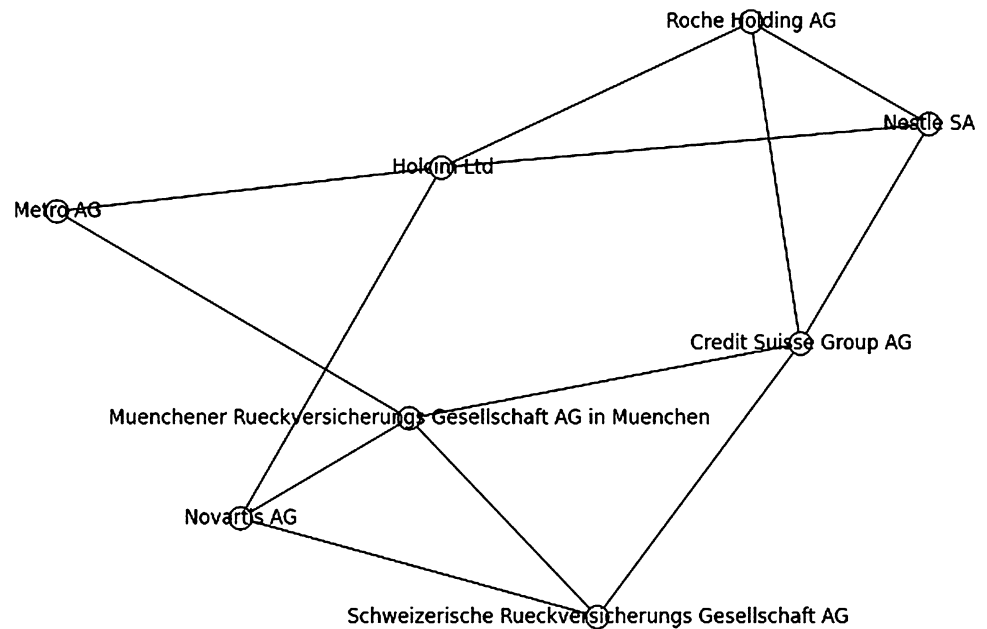 Roche Holding AG
Nestle SA
Holcim Ltd
Metro AG
Credit Suisse Group AG
Muenchener Rueckversicherungs Gesellschaft AG in Muenchen
Novartis AG
Schweizerische Rueckversicherungs Gesellschaft AG